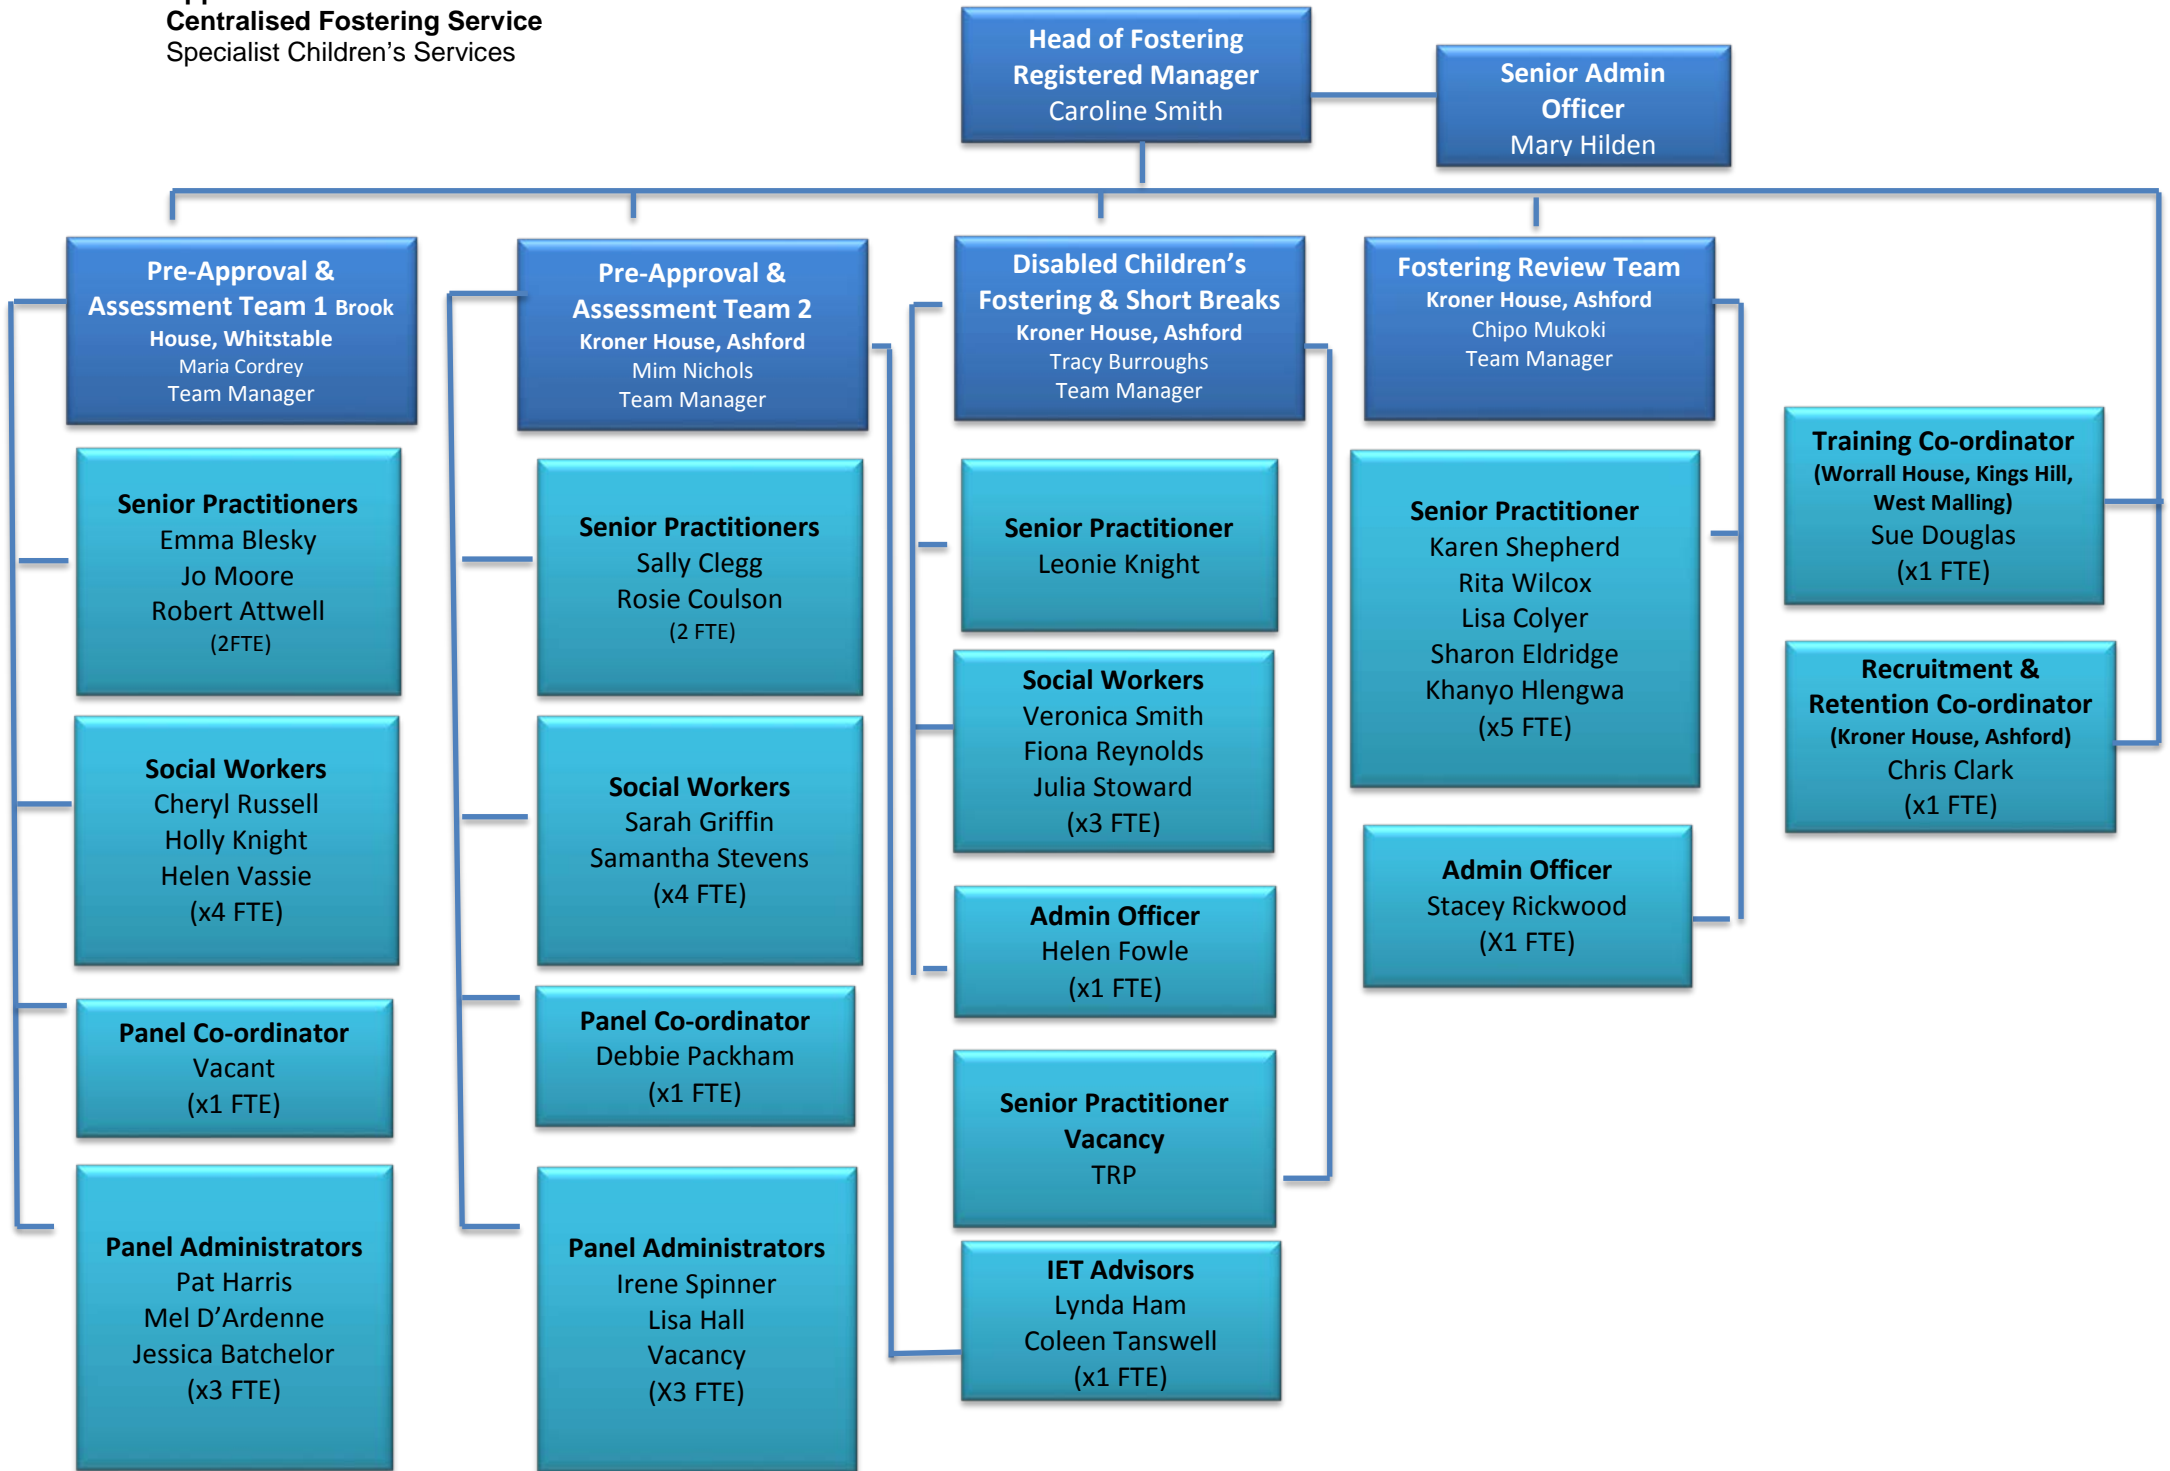 Centralised Fostering Service
Specialist Children's Services
Head of Fostering
Registered Manager
Caroline Smith
Senior Admin
Officer
Mary Hilden
Pre-Approval &
Assessment Team 1 Brook
House, Whitstable
Maria Cordrey
Team Manager
Pre-Approval &
Assessment Team 2
Kroner House, Ashford
Mim Nichols
Team Manager
Disabled Children's
Fostering & Short Breaks
Kroner House, Ashford
Tracy Burroughs
Team Manager
Fostering Review Team
Kroner House, Ashford
Chipo Mukoki
Team Manager
Senior Practitioners
Emma Blesky
Jo Moore
Robert Attwell
(2FTE)
Senior Practitioners
Sally Clegg
Rosie Coulson
(2 FTE)
Senior Practitioner
Leonie Knight
Senior Practitioner
Karen Shepherd
Rita Wilcox
Lisa Colyer
Sharon Eldridge
Khanyo Hlengwa
(x5 FTE)
Training Co-ordinator
(Worrall House, Kings Hill,
West Malling)
Sue Douglas
(x1 FTE)
Social Workers
Cheryl Russell
Holly Knight
Helen Vassie
(x4 FTE)
Social Workers
Sarah Griffin
Samantha Stevens
(x4 FTE)
Social Workers
Veronica Smith
Fiona Reynolds
Julia Stoward
(x3 FTE)
Recruitment &
Retention Co-ordinator
(Kroner House, Ashford)
Chris Clark
(x1 FTE)
Admin Officer
Helen Fowle
(x1 FTE)
Admin Officer
Stacey Rickwood
(X1 FTE)
Panel Co-ordinator
Vacant
(x1 FTE)
Panel Co-ordinator
Debbie Packham
(x1 FTE)
Senior Practitioner
Vacancy
TRP
Panel Administrators
Pat Harris
Mel D'Ardenne
Jessica Batchelor
(x3 FTE)
Panel Administrators
Irene Spinner
Lisa Hall
Vacancy
(X3 FTE)
IET Advisors
Lynda Ham
Coleen Tanswell
(x1 FTE)